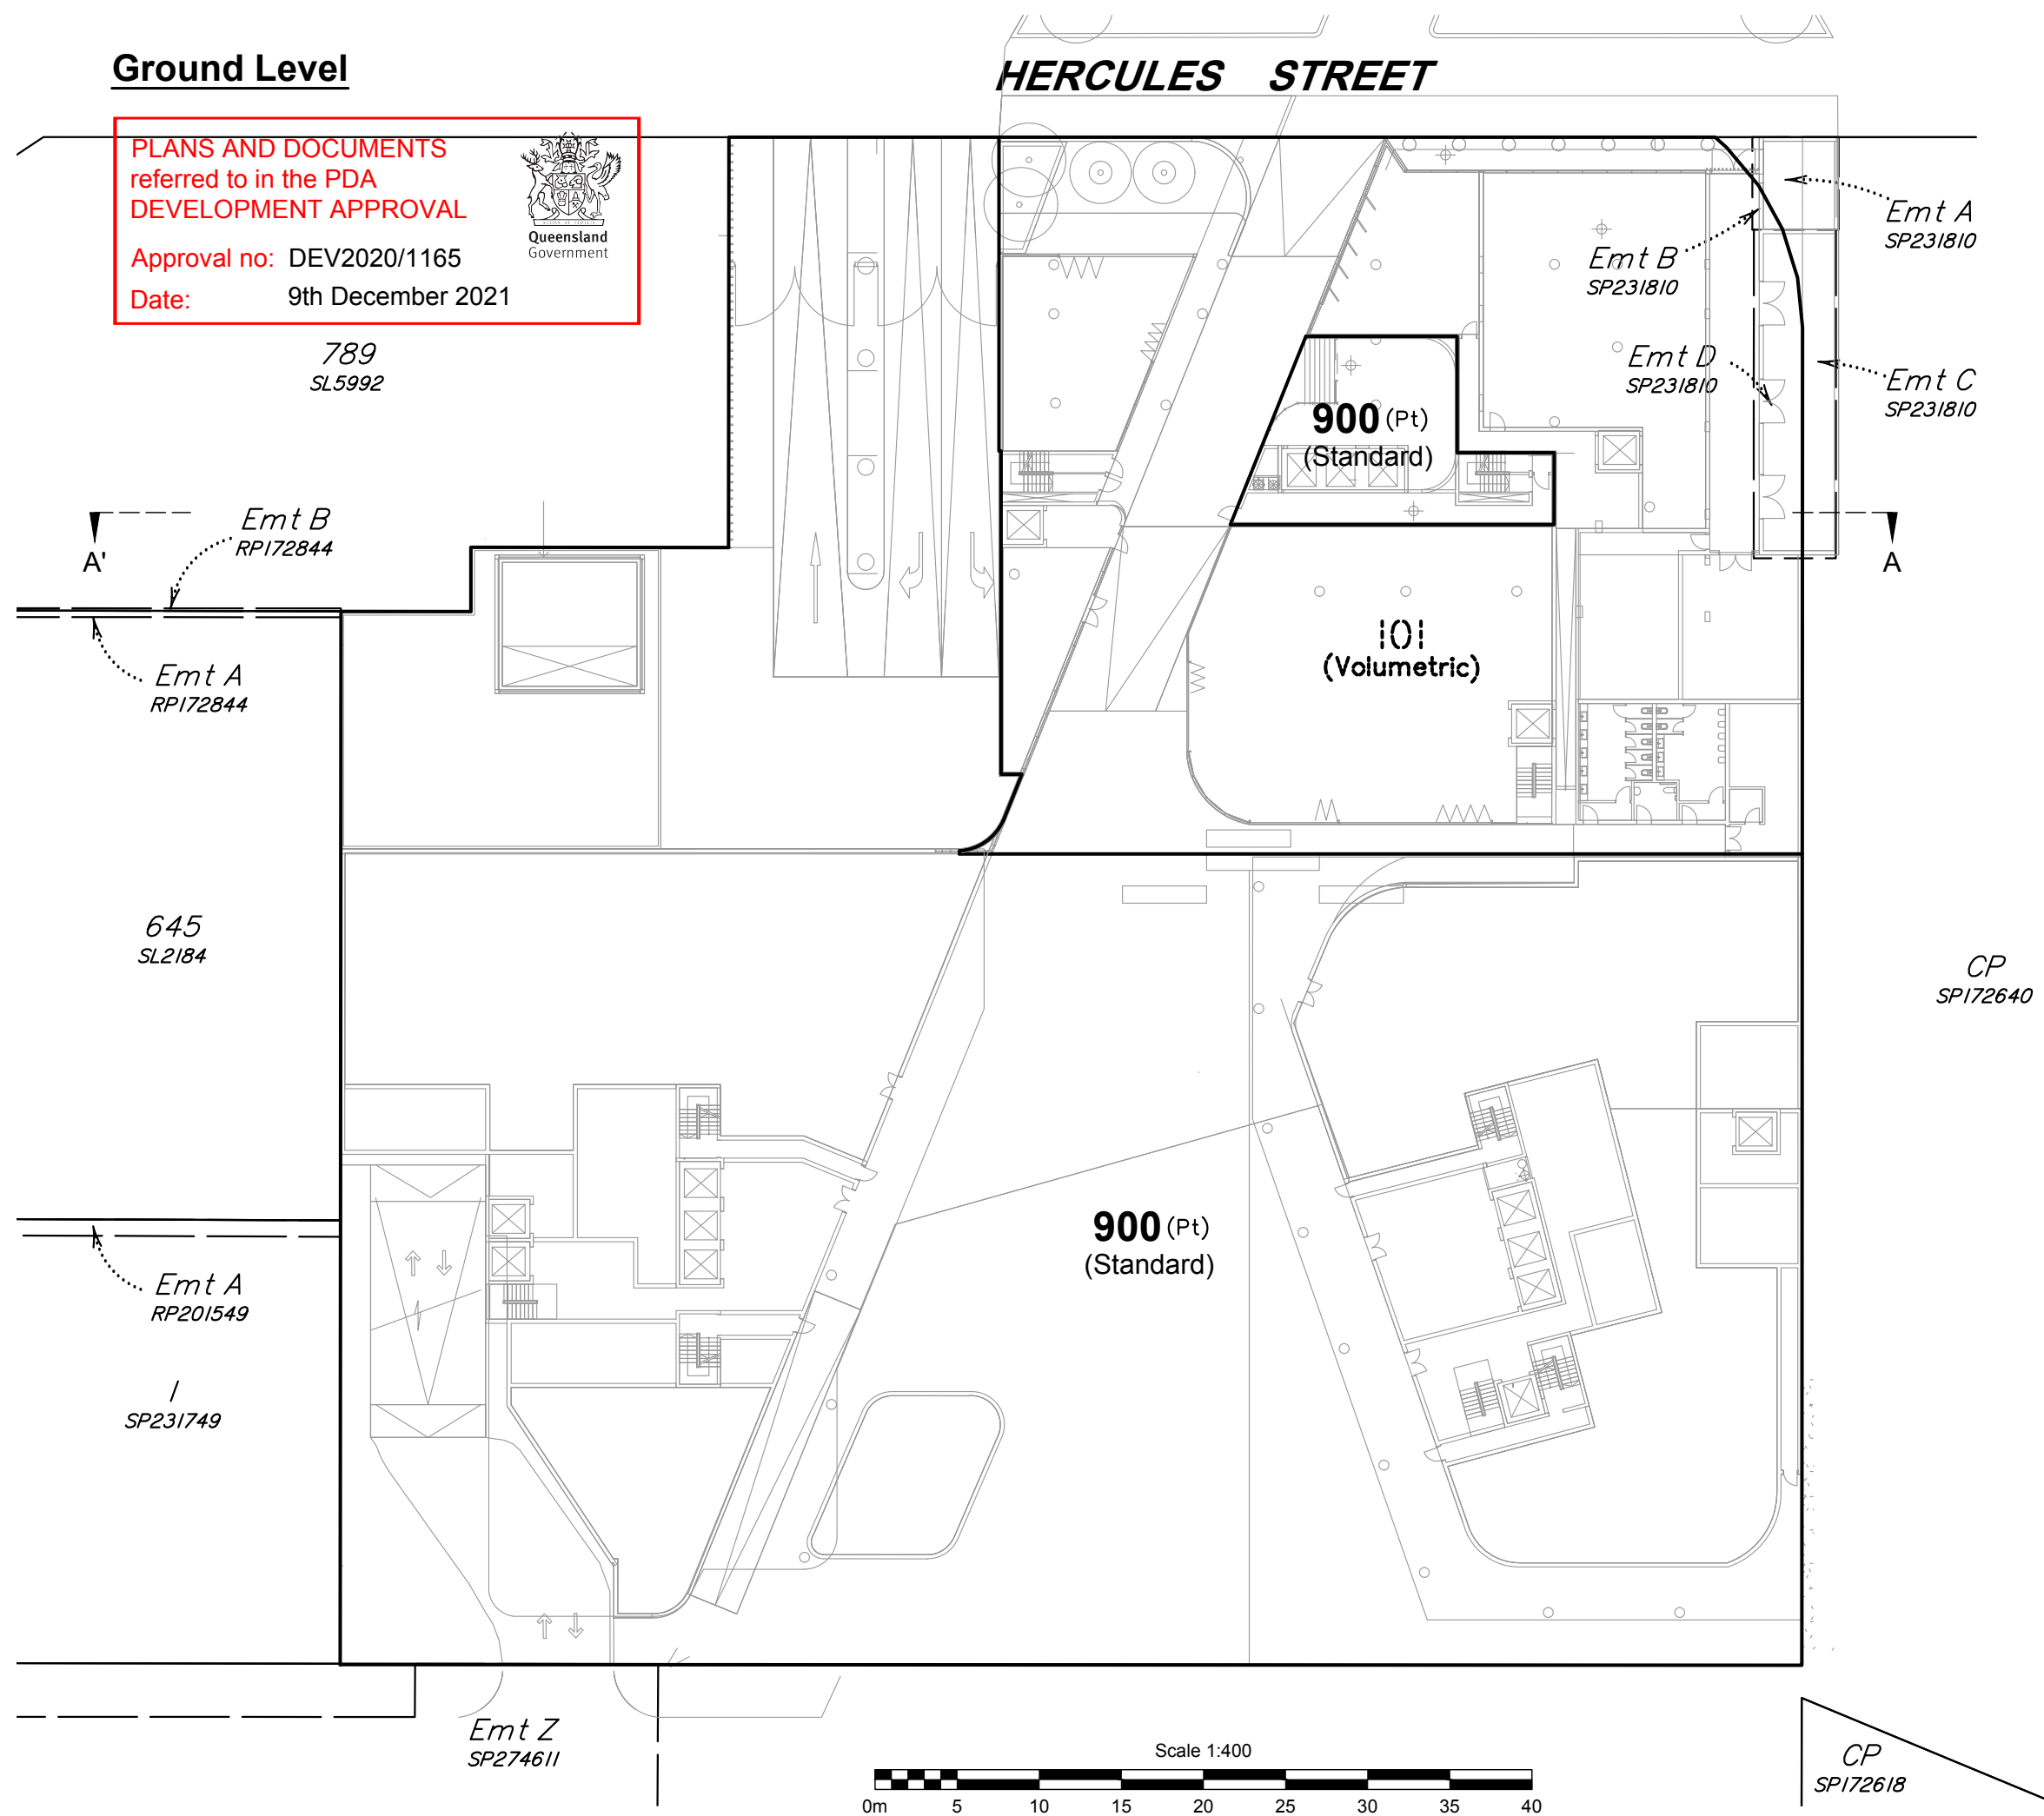 Ground Level
HERCULES STREET
PLANS AND DOCUMENTS
referred to in the PDA
DEVELOPMENT APPROVAL
Approval no: DEV2020/1165
Date: 9th December 2021
Queensland
Government
789
SL5992
Emt A
SP231810
Emt B
SP231810
Emt D
SP231810
Emt C
SP231810
900 (Pt)
(Standard)
A'
Emt B
RP172844
A
Emt A
RP172844
101
(Volumetric)
645
SL2184
CP
SP172640
900 (Pt)
(Standard)
Emt A
RP201549
1
SP231749
Emt Z
SP274611
Scale 1:400
0m 5 10 15 20 25 30 35 40
CP
SP172618